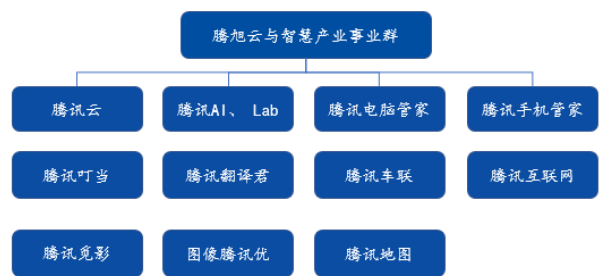 腾旭云与智慧产业事业群
腾讯云
腾讯AI、 Lab
腾讯电脑管家
腾讯手机管家
腾讯叮当
腾讯翻译君
腾讯车联
腾讯互联网
腾讯觅影
图像腾讯优
腾讯地图